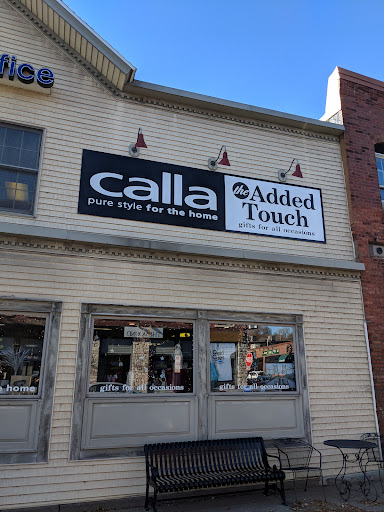 fice
calla
pure style for the home
the Added
Touch
gifts for all occasions
the home
gifts for all occasions
gifts for all occasions